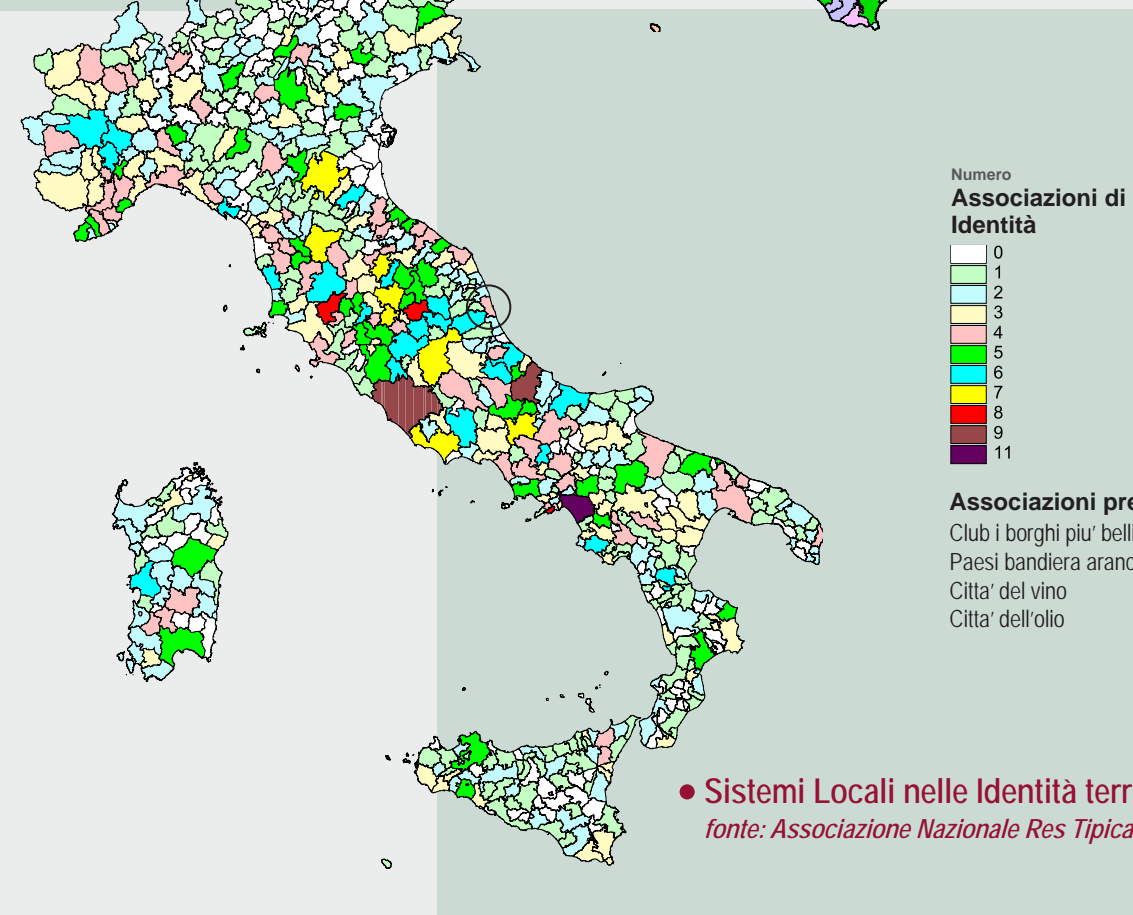 Numero
Associazioni di
Identità
0
1
2
3
4
5
6
7
8
9
11
Associazioni pre
Club i borghi piu' belli
Paesi bandiera aranc
Citta' del vino
Citta' dell'olio
• Sistemi Locali nelle Identità terr
fonte: Associazione Nazionale Res Tipica